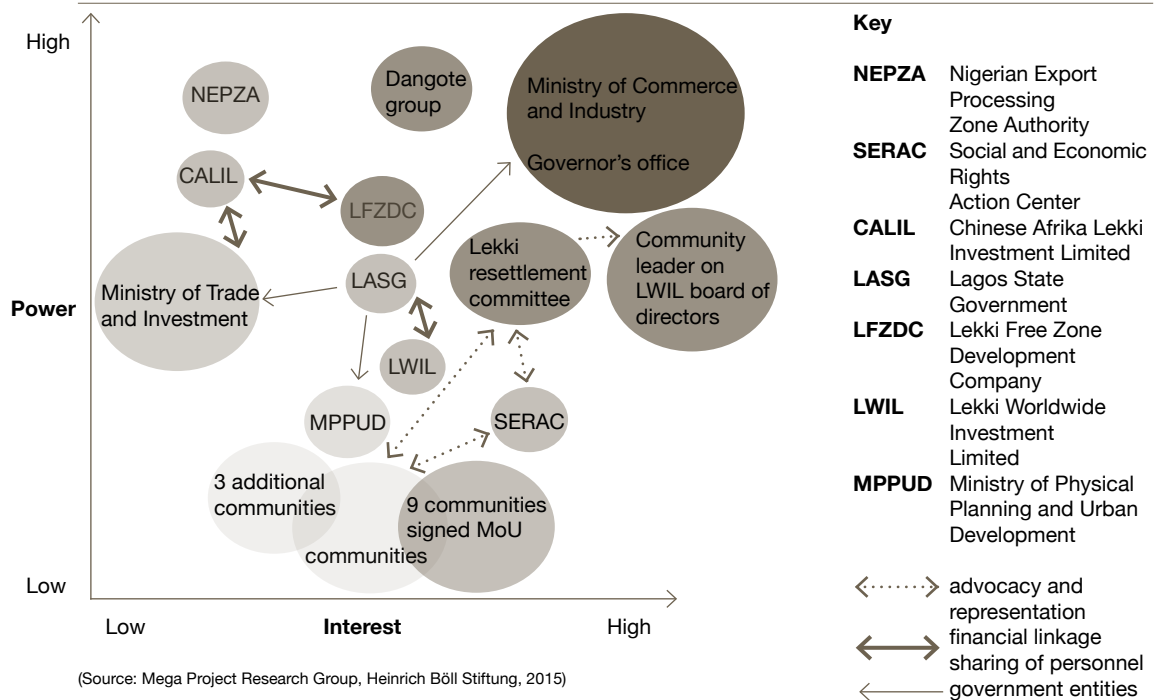 High
NEPZA
Dangote
group
Ministry of Commerce
and Industry
Governor's office
CALIL
LFZDC
Lekki
resettlement
committee
Community
leader on
LWIL board of
directors
LASG
Ministry of Trade
and Investment
Power
LWIL
MPPUD
SERAC
3 additional
communities
9 communities
signed MoU
communities
Low
Low
Interest
High
(Source: Mega Project Research Group, Heinrich Böll Stiftung, 2015)
Key
NEPZA Nigerian Export
Processing
Zone Authority
SERAC Social and Economic
Rights
Action Center
CALIL Chinese Afrika Lekki
Investment Limited
LASG Lagos State
Government
LFZDC Lekki Free Zone
Development
Company
LWIL Lekki Worldwide
Investment
Limited
MPPUD Ministry of Physical
Planning and Urban
Development
advocacy and
representation
financial linkage
sharing of personnel
government entities